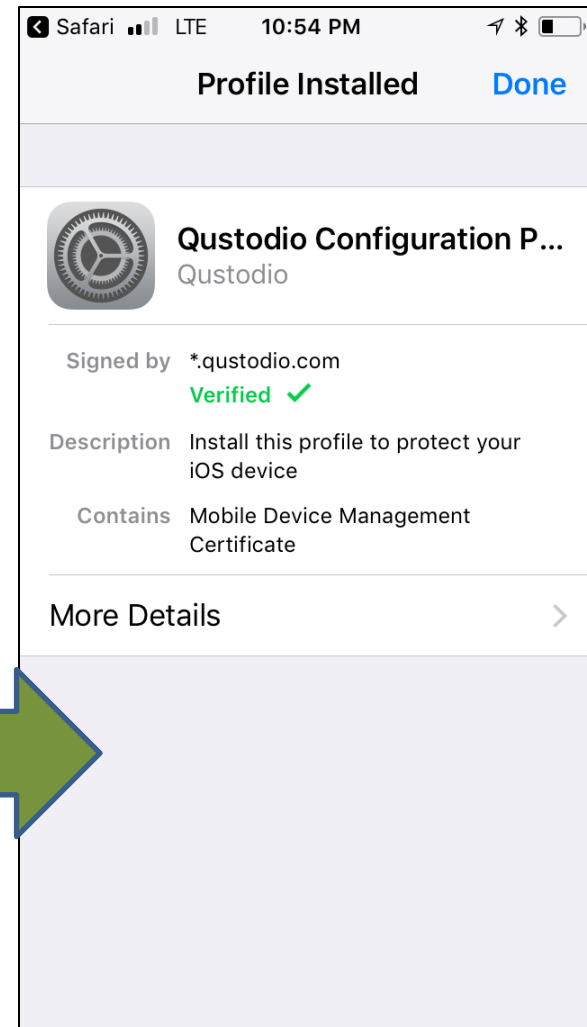 Safari LTE 10:54 PM
Profile Installed Done
Qustodio Configuration P...
Qustodio
Signed by *.qustodio.com
Verified
Description Install this profile to protect your
iOS device
Contains Mobile Device Management
Certificate
More Details